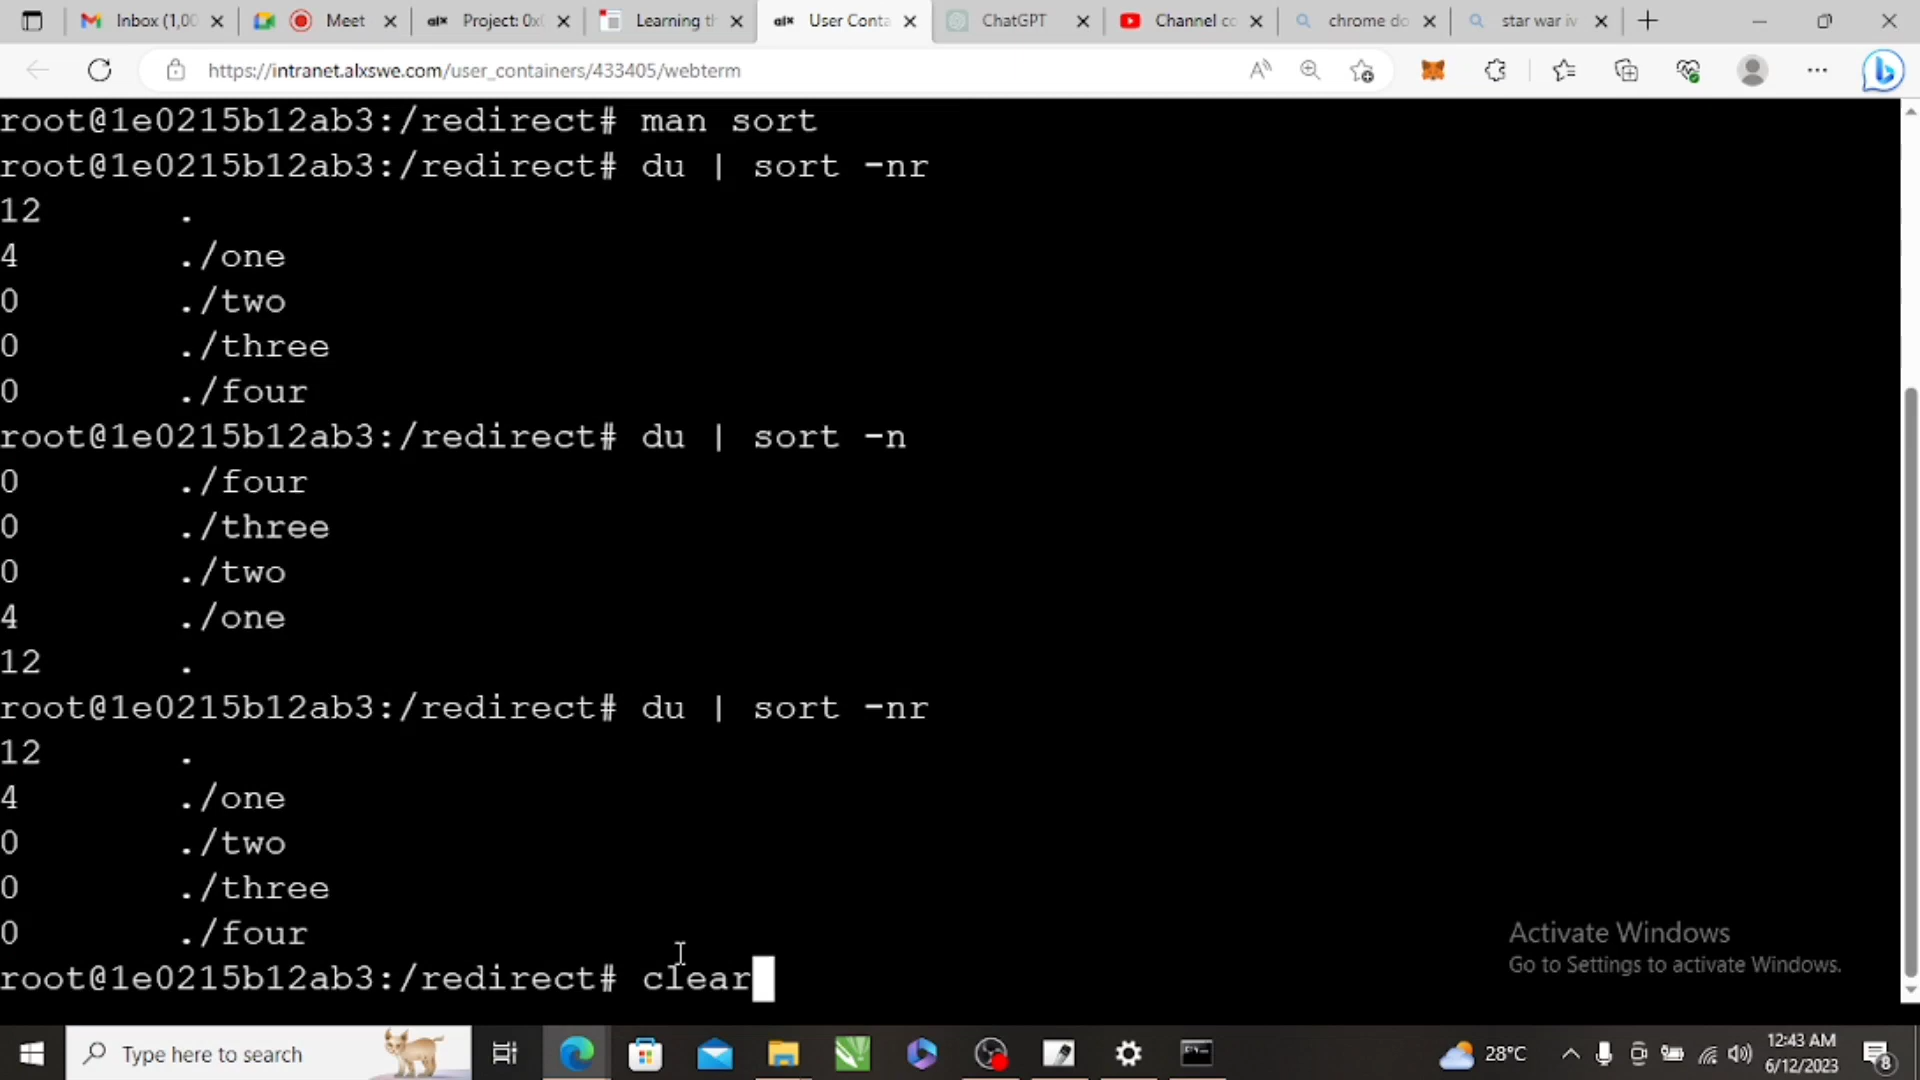 Inbox (1,00
Meet
alx Project: 0x
Learning t
alx User Conta
ChatGPT
Channel c
chrome do
star war iv
https://intranet.alxswe.com/user_containers/433405/webterm
root@1e0215b12ab3:/redirect# man sort
root@1e0215b12ab3:/redirect# du | sort -nr
12 .
4 ./one
0 ./two
0 ./three
0 ./four
root@1e0215b12ab3:/redirect# du | sort -n
0 ./four
0 ./three
0 ./two
4 ./one
12 .
root@1e0215b12ab3:/redirect# du | sort -nr
12 .
4 ./one
0 ./two
0 ./three
0 ./four
root@1e0215b12ab3:/redirect# clear
Activate Windows
Go to Settings to activate Windows.
Type here to search
28°C
12:43 AM
6/12/2023
8